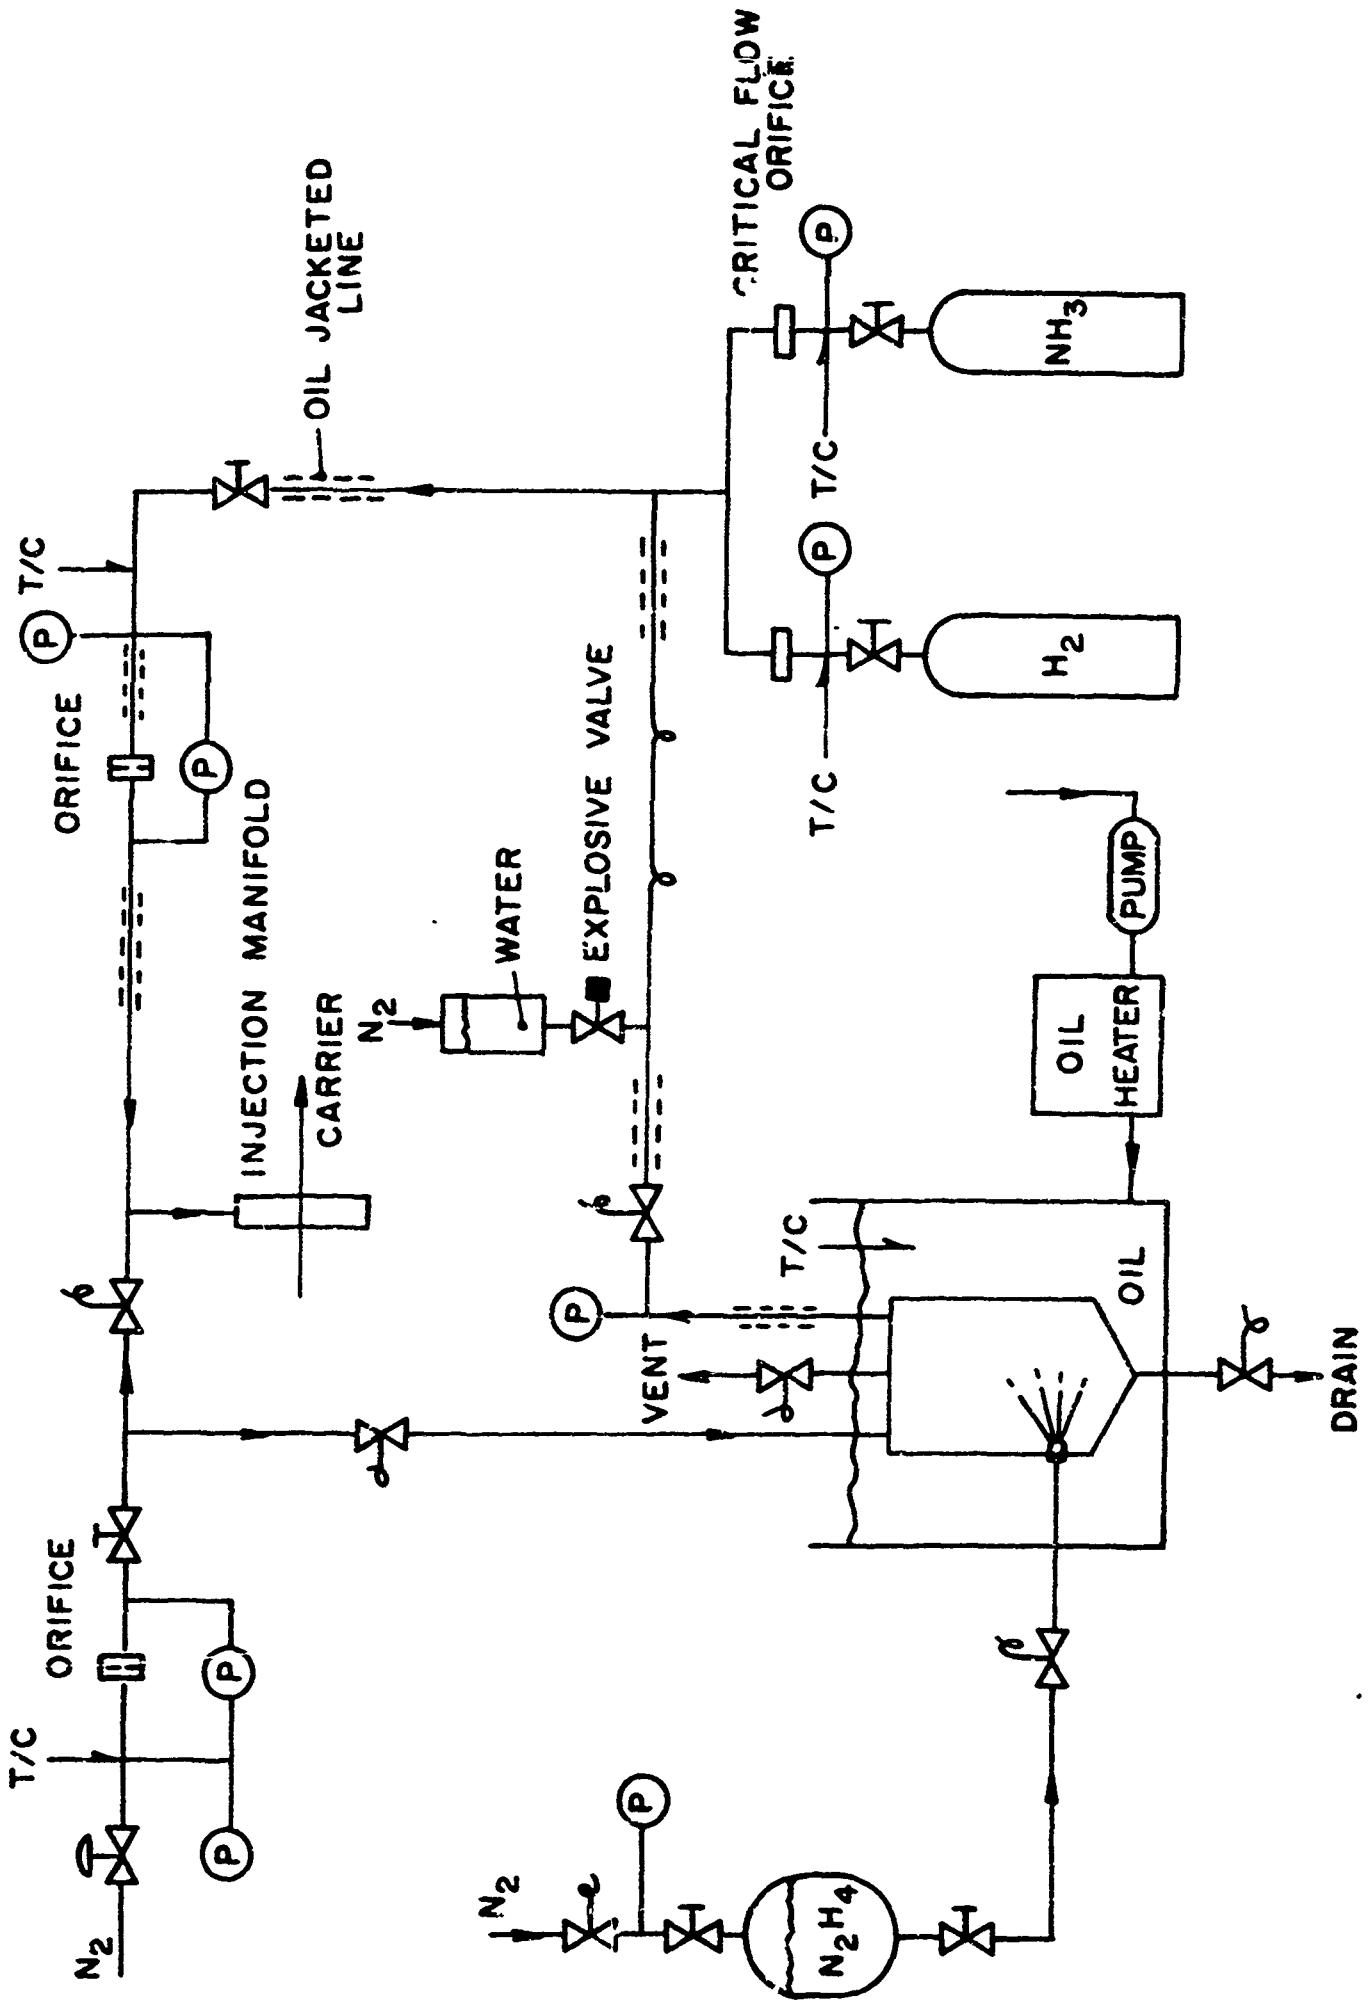 N2
T/C
P
P
ORIFICE
ORIFICE
P
P
T/C
OIL JACKETED
LINE
INJECTION MANIFOLD
CARRIER
N2
WATER
EXPLOSIVE VALVE
CRITICAL FLOW
ORIFICE
N2
P
N2H4
P
VENT
T/C
OIL
DRAIN
OIL
HEATER
PUMP
T/C
P
H2
T/C
P
NH3